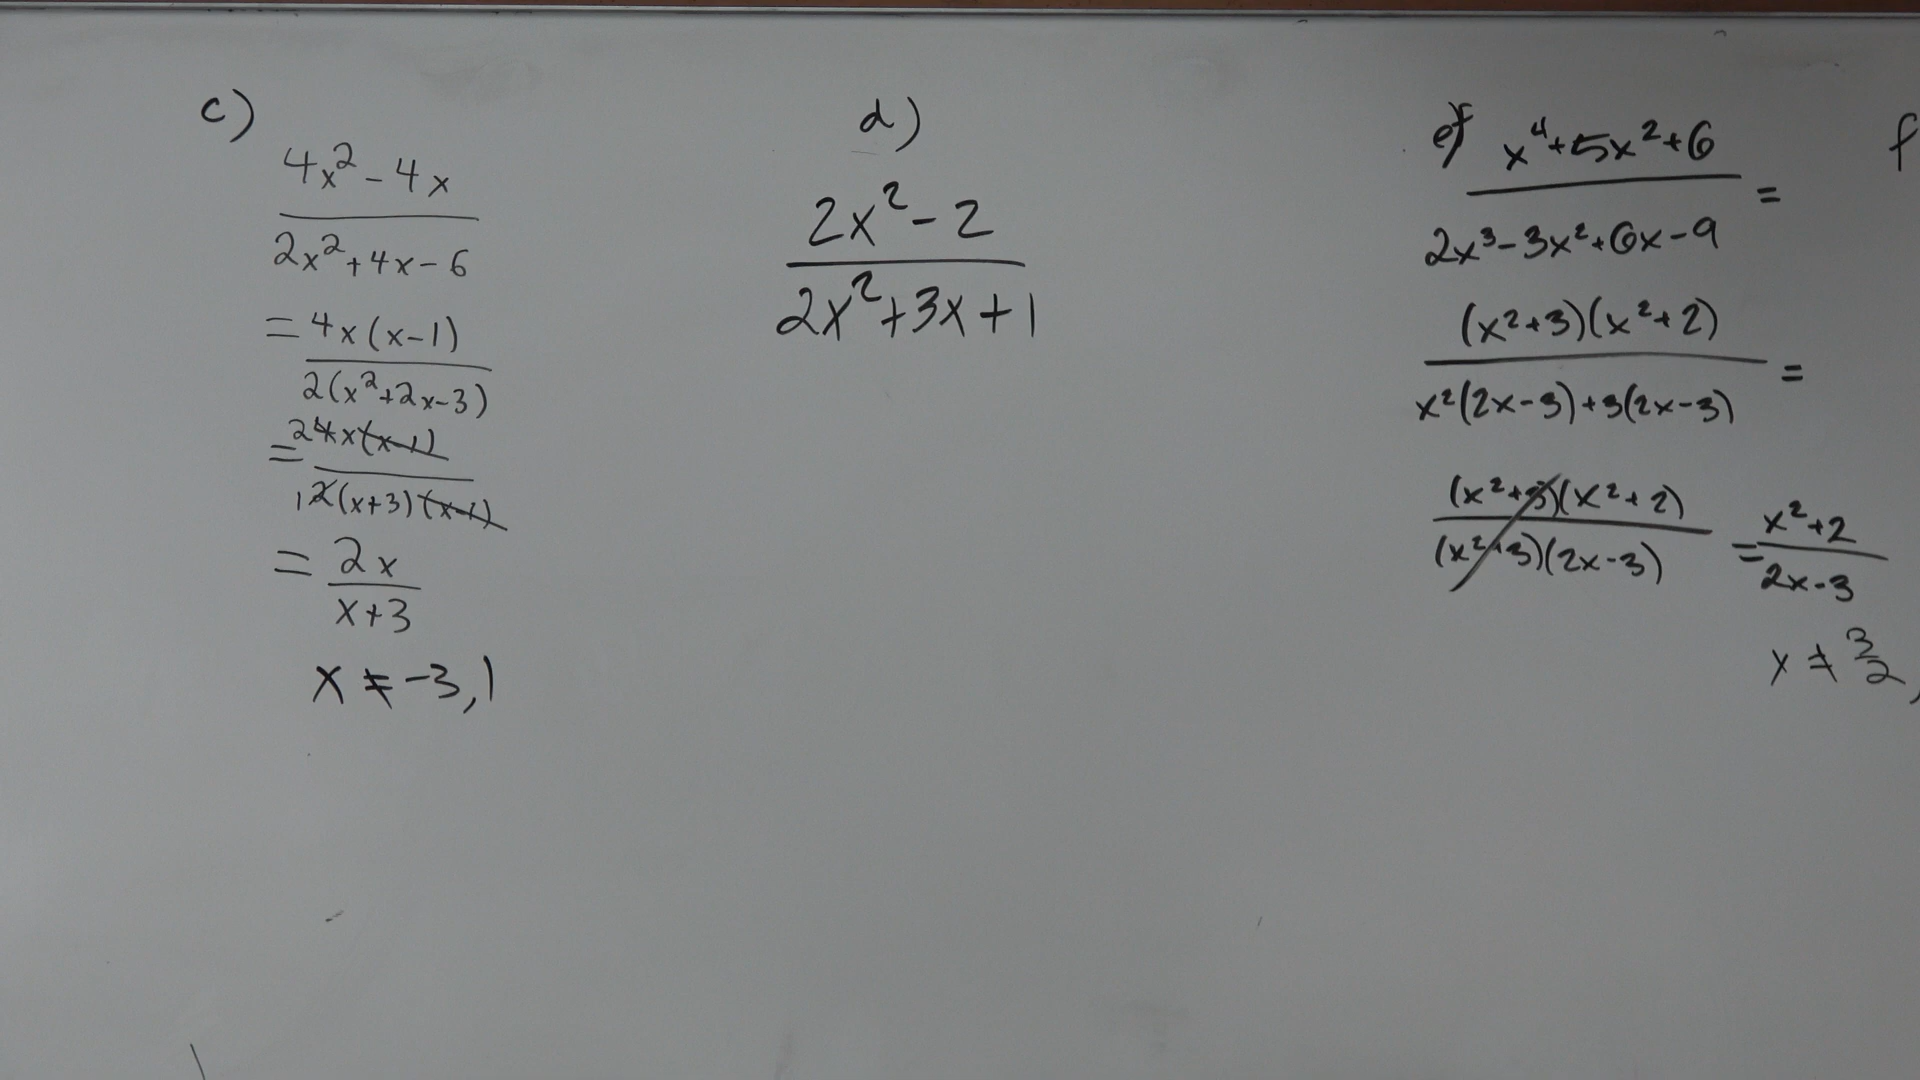 c)
4x² - 4x
2x² + 4x - 6
= 4x(x-1)
2(x²+2x-3)
= 2 4x(x-1)
1 2(x+3)(x-1)
= 2x
x+3
x ≠ -3, 1
d)
2x² - 2
2x² + 3x + 1
e)
x⁴+5x²+6 =
2x³-3x²+6x-9
(x²+3)(x²+2) =
x²(2x-3)+3(2x-3)
(x²+3)(x²+2) = x²+2
(x²+3)(2x-3) 2x-3
x ≠ 3/2,
f